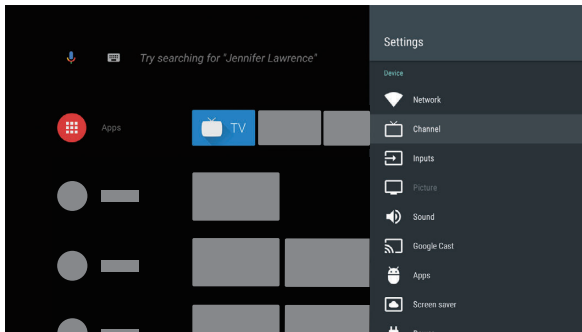 Settings
Try searching for "Jennifer Lawrence"
Device
Network
Apps
TV
Channel
Inputs
Picture
Sound
Google Cast
Apps
Screen saver